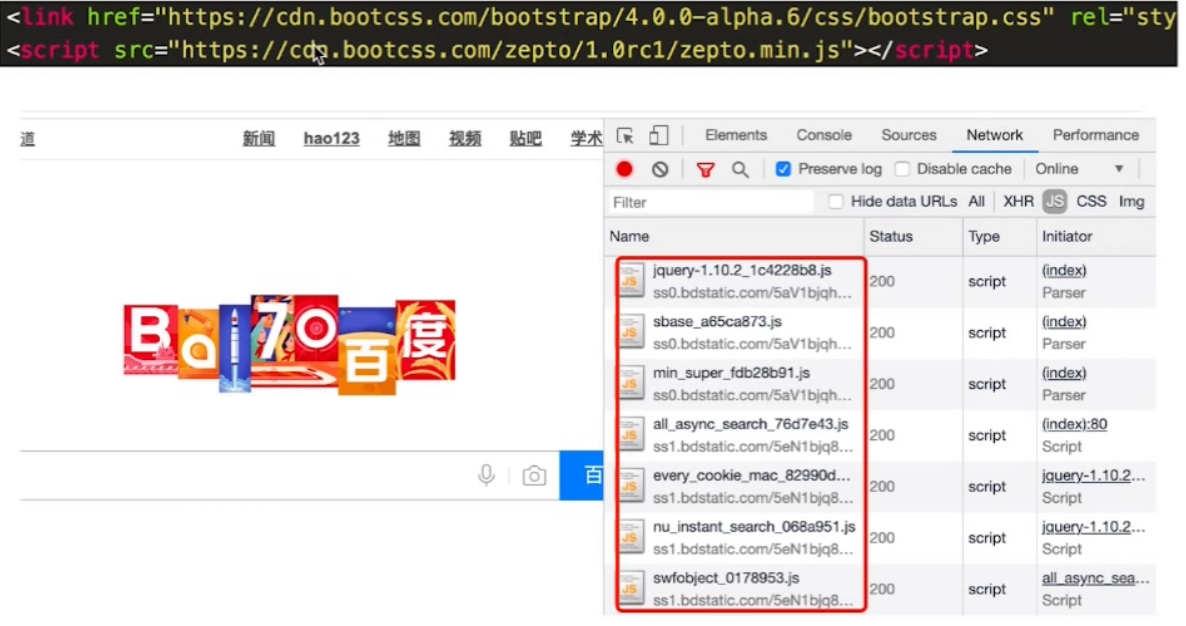 <link href="https://cdn.bootcss.com/bootstrap/4.0.0-alpha.6/css/bootstrap.css" rel="sty
<script src="https://cdn.bootcss.com/zepto/1.0rc1/zepto.min.js"></script>
道 新闻 hao123 地图 视频 贴吧 学术
Elements Console Sources Network Performance
Preserve log Disable cache Online
Filter Hide data URLs All XHR JS CSS Img
Name Status Type Initiator
jquery-1.10.2_1c4228b8.js 200 script (index)
ss0.bdstatic.com/5aV1bjqh... Parser
sbase_a65ca873.js 200 script (index)
ss0.bdstatic.com/5aV1bjqh... Parser
min_super_fdb28b91.js 200 script (index)
ss0.bdstatic.com/5aV1bjqh... Parser
all_async_search_76d7e43.js 200 script (index):80
ss1.bdstatic.com/5eN1bjq8... Script
every_cookie_mac_82990d... 200 script jquery-1.10.2...
ss1.bdstatic.com/5eN1bjq8... Script
nu_instant_search_068a951.js 200 script jquery-1.10.2...
ss1.bdstatic.com/5eN1bjq8... Script
swfobject_0178953.js 200 script all_async_sea...
ss1.bdstatic.com/5eN1bjq8... Script
Bai70百度
百